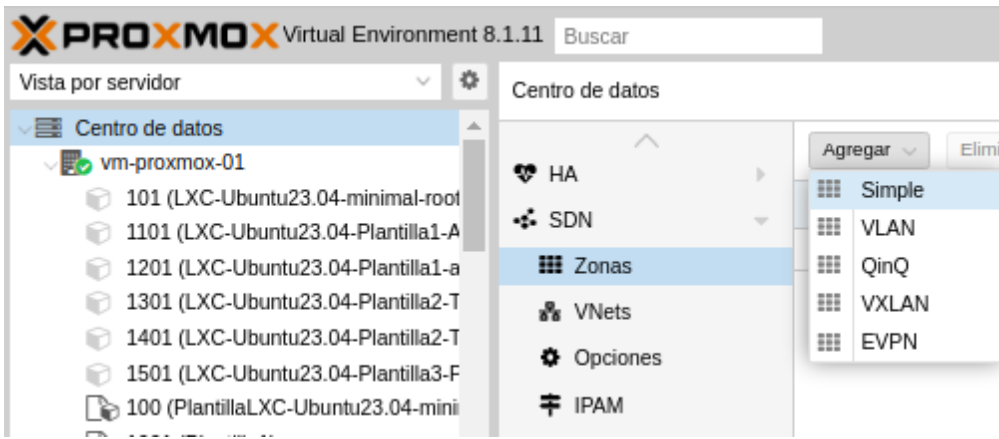 PROXMOX Virtual Environment 8.1.11 Buscar
Vista por servidor
Centro de datos
vm-proxmox-01
101 (LXC-Ubuntu23.04-minimal-root
1101 (LXC-Ubuntu23.04-Plantilla1-A
1201 (LXC-Ubuntu23.04-Plantilla1-a
1301 (LXC-Ubuntu23.04-Plantilla2-T
1401 (LXC-Ubuntu23.04-Plantilla2-T
1501 (LXC-Ubuntu23.04-Plantilla3-F
100 (PlantillaLXC-Ubuntu23.04-mini
Centro de datos
HA
SDN
Zonas
VNets
Opciones
IPAM
Agregar
Elimi
Simple
VLAN
QinQ
VXLAN
EVPN